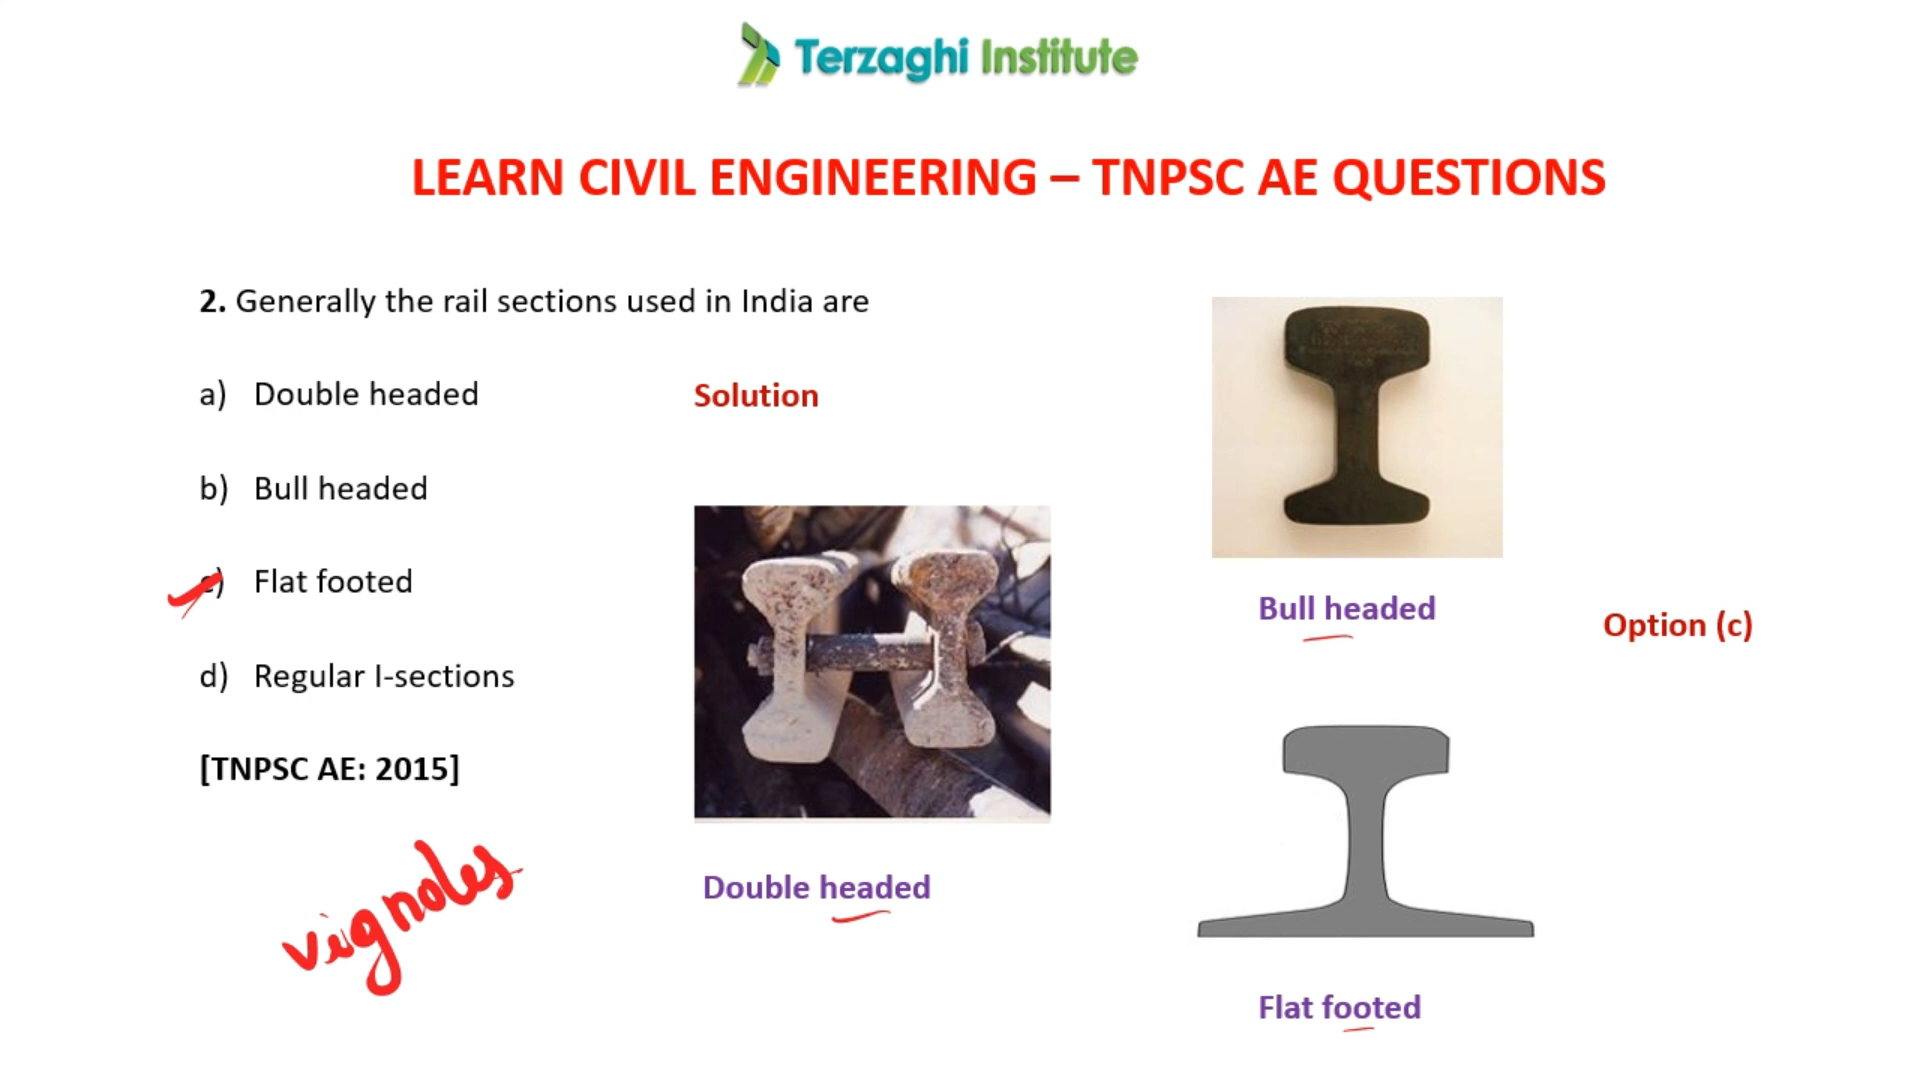 Terzaghi Institute
LEARN CIVIL ENGINEERING – TNPSC AE QUESTIONS
2. Generally the rail sections used in India are
a) Double headed
b) Bull headed
c) Flat footed
d) Regular I-sections
[TNPSC AE: 2015]
vignoles
Solution
Double headed
Bull headed
Option (c)
Flat footed